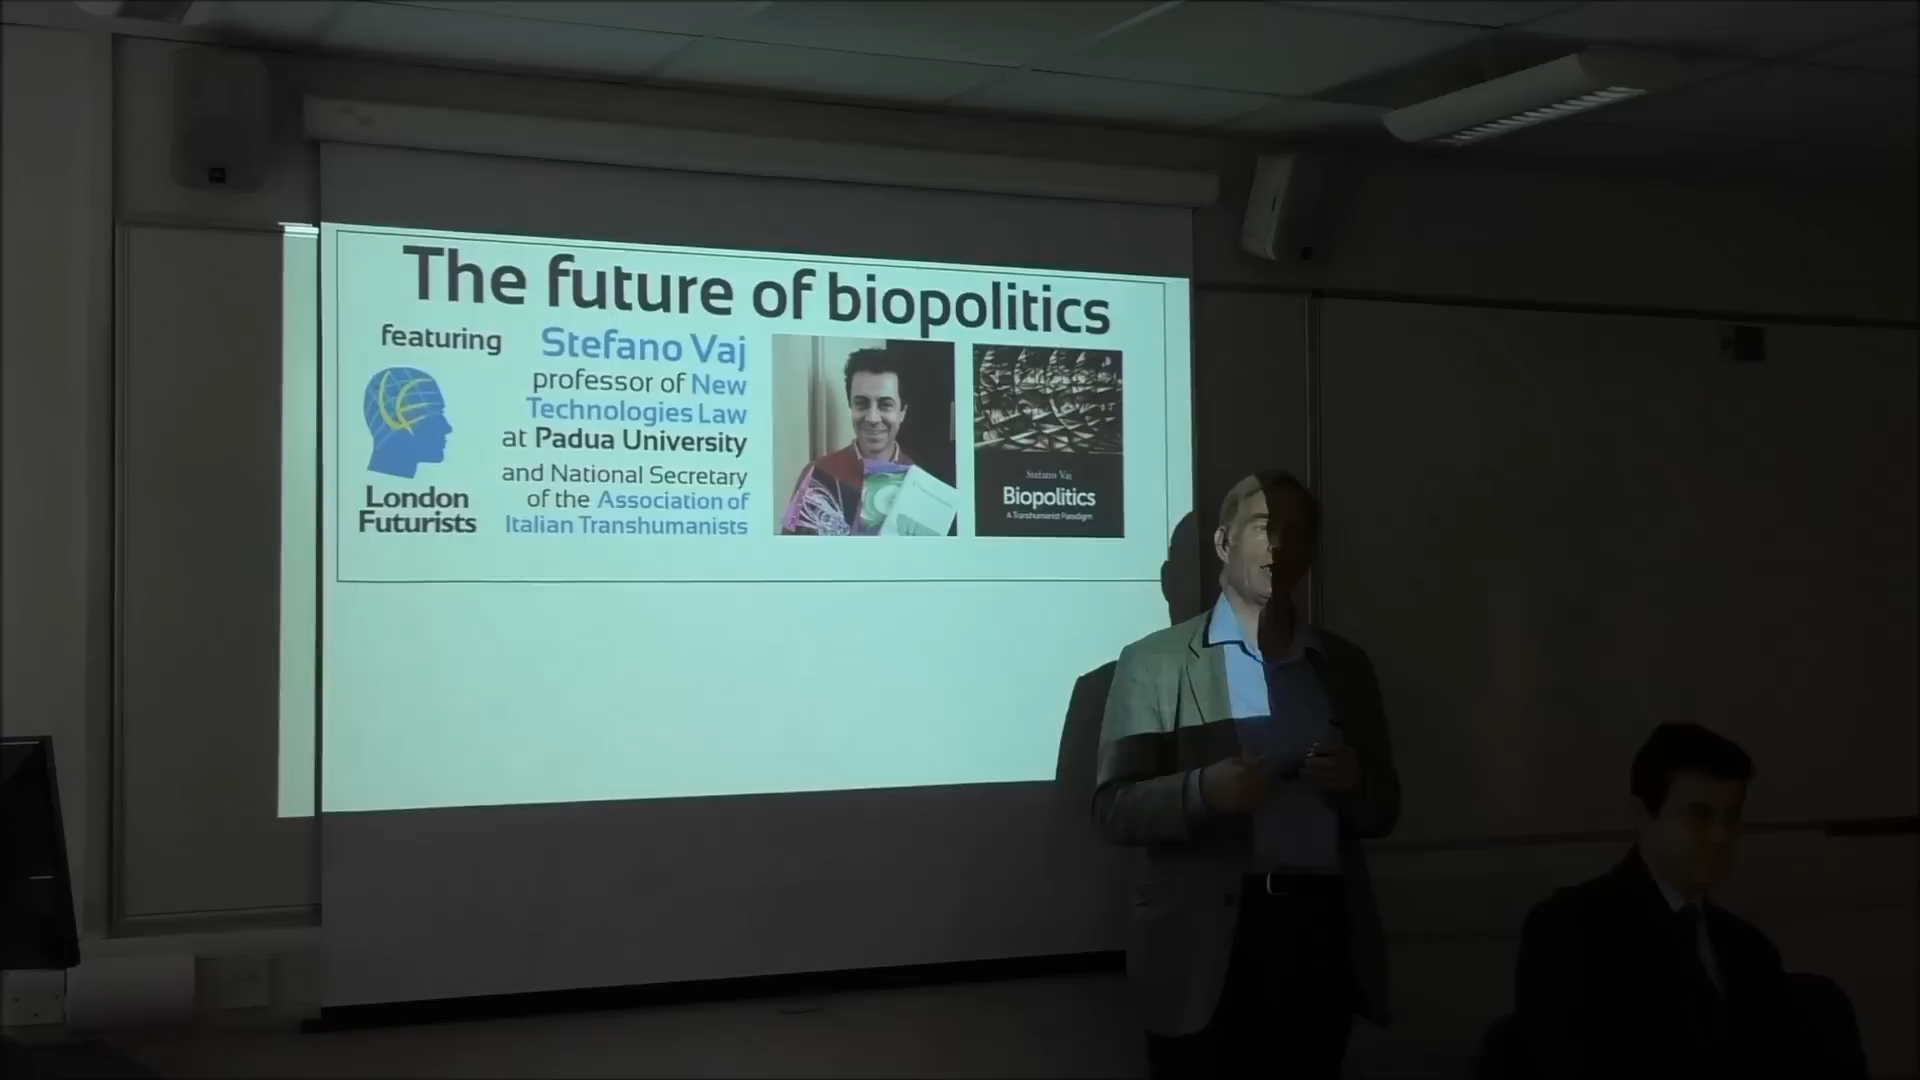 The future of biopolitics
featuring
Stefano Vaj
professor of New
Technologies Law
at Padua University
and National Secretary
of the Association of
Italian Transhumanists
London
Futurists
Stefano Vaj
Biopolitics
A Transhumanist Paradigm